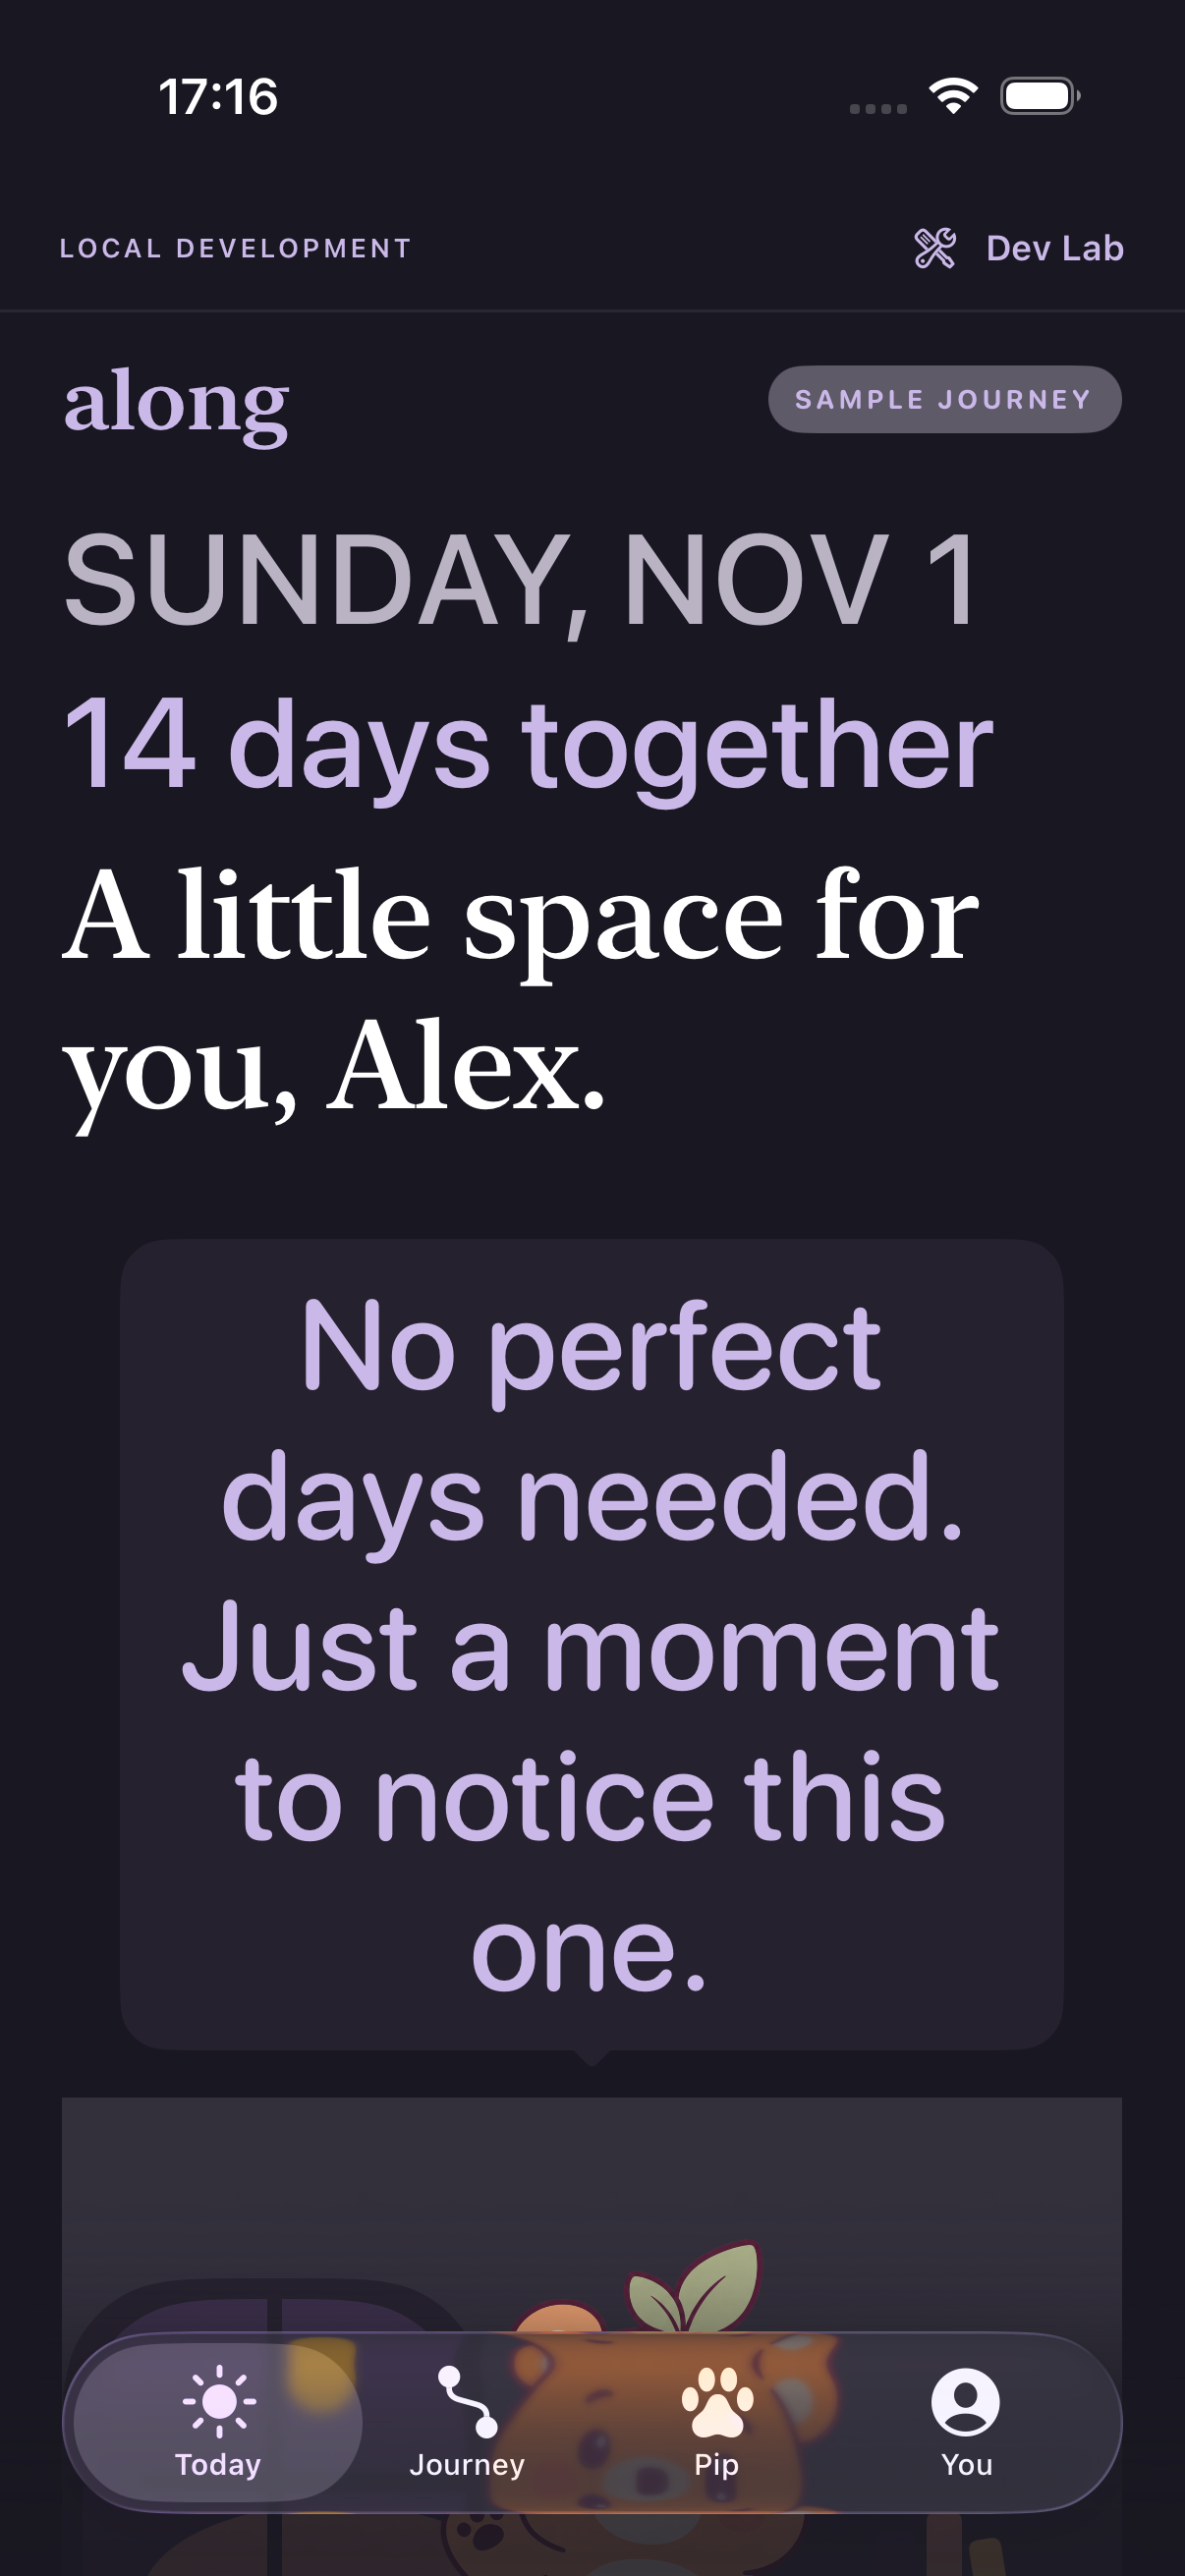 17:16
LOCAL DEVELOPMENT
Dev Lab
along
SAMPLE JOURNEY
SUNDAY, NOV 1
14 days together
A little space for
you, Alex.
No perfect
days needed.
Just a moment
to notice this
one.
Today
Journey
Pip
You